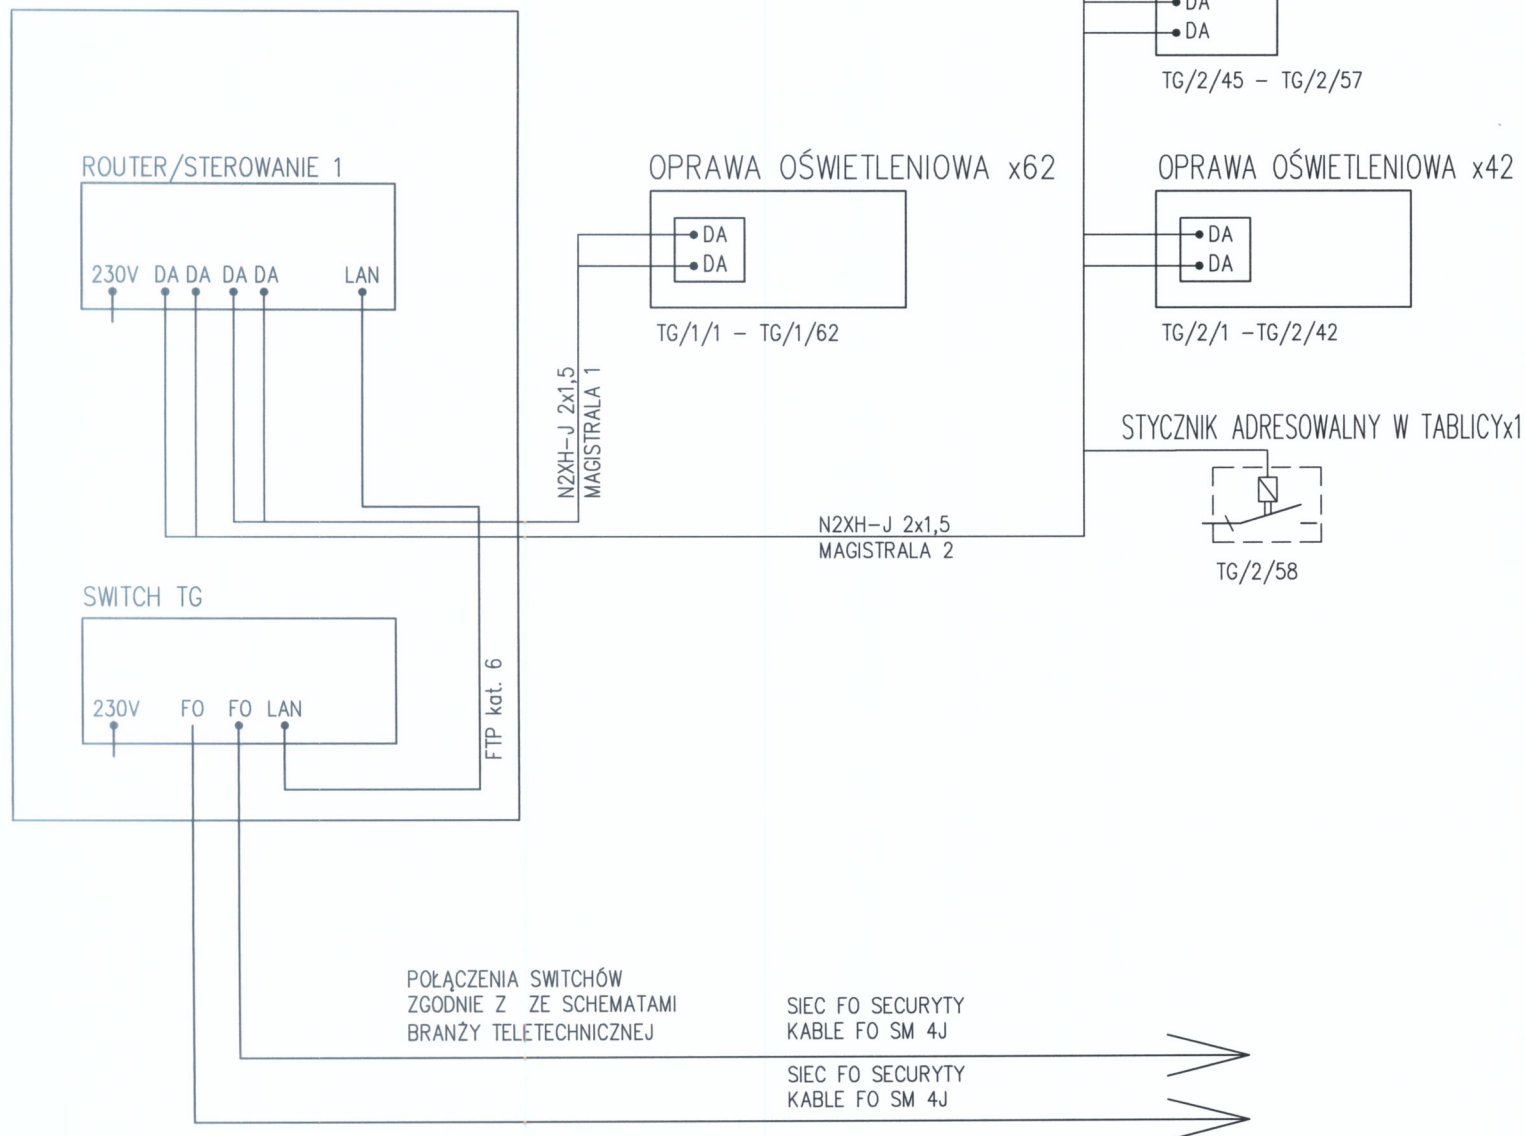 DA
DA
TG/2/45 - TG/2/57
ROUTER/STEROWANIE 1
230V DA DA DA DA LAN
OPRAWA OŚWIETLENIOWA x62
DA
DA
TG/1/1 - TG/1/62
OPRAWA OŚWIETLENIOWA x42
DA
DA
TG/2/1 -TG/2/42
N2XH-J 2x1,5
MAGISTRALA 1
STYCZNIK ADRESOWALNY W TABLICYx1
TG/2/58
N2XH-J 2x1,5
MAGISTRALA 2
SWITCH TG
230V FO FO LAN
FTP kat. 6
POŁĄCZENIA SWITCHÓW
ZGODNIE Z ZE SCHEMATAMI
BRANŻY TELETECHNICZNEJ
SIEC FO SECURYTY
KABLE FO SM 4J
SIEC FO SECURYTY
KABLE FO SM 4J